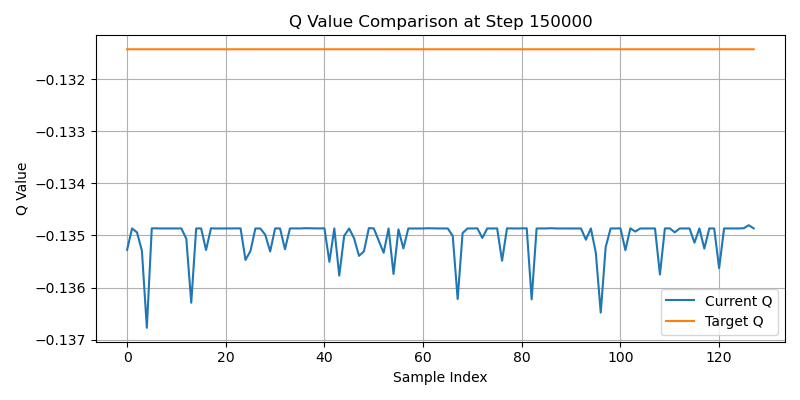 Q Value Comparison at Step 150000
Q Value
−0.132
−0.133
−0.134
−0.135
−0.136
−0.137
0
20
40
60
80
100
120
Sample Index
Current Q
Target Q